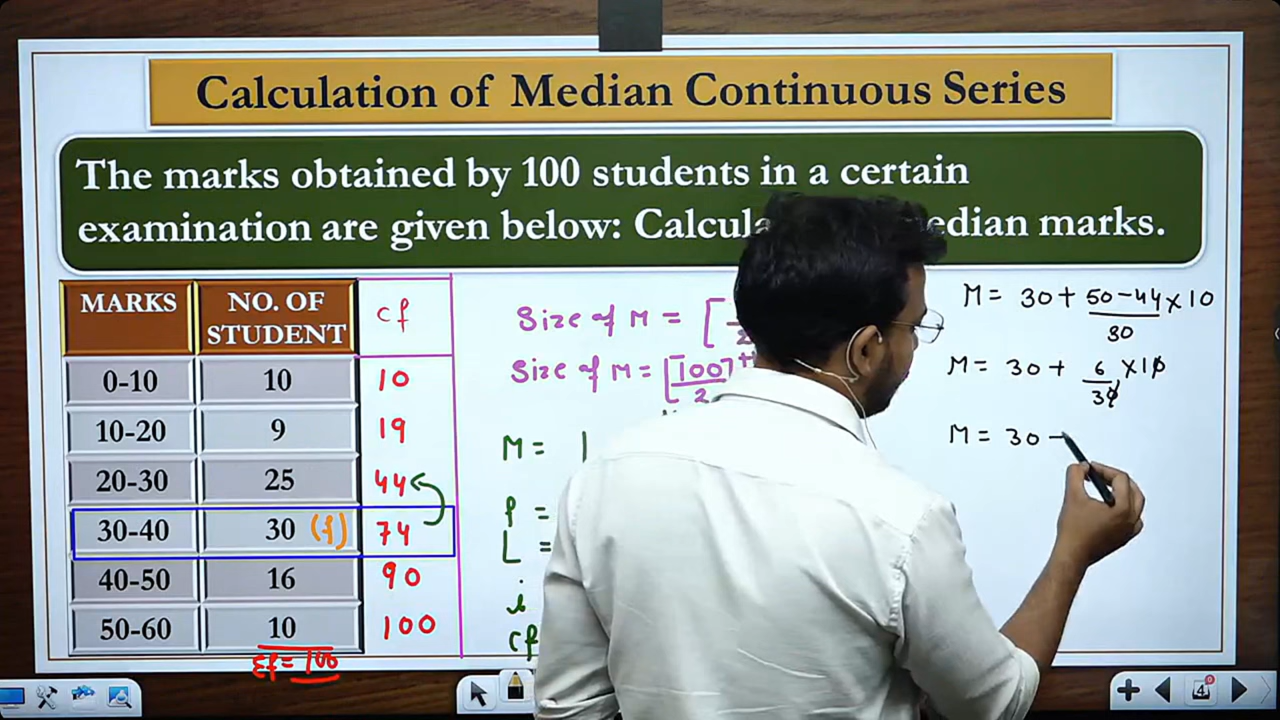 Calculation of Median Continuous Series
The marks obtained by 100 students in a certain
examination are given below: marks.
MARKS NO. OF STUDENT cf
0-10 10 10
10-20 9 19
20-30 25 44
30-40 30 (f) 74
40-50 16 90
50-60 10 100
Σf = 100
Size of M = [
Size of M = [100/2
M =
f =
L =
i
cf
M = 30 + 50-44/30 × 10
M = 30 + 6/30 × 10
M = 30
4